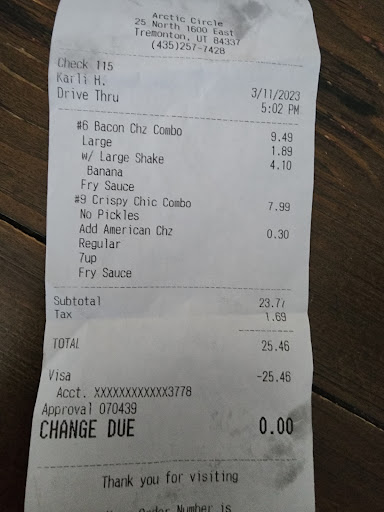 Arctic Circle
25 North 1600 East
Tremonton, UT 84337
(435)257-7428
Check 115
Karli H. 3/11/2023
Drive Thru 5:02 PM
#6 Bacon Chz Combo 9.49
Large 1.89
w/ Large Shake 4.10
Banana
Fry Sauce
#9 Crispy Chic Combo 7.99
No Pickles
Add American Chz 0.30
Regular
7up
Fry Sauce
Subtotal 23.77
Tax 1.69
TOTAL 25.46
Visa -25.46
Acct. XXXXXXXXXXXX3778
Approval 070439
CHANGE DUE 0.00
Thank you for visiting
Order Number is